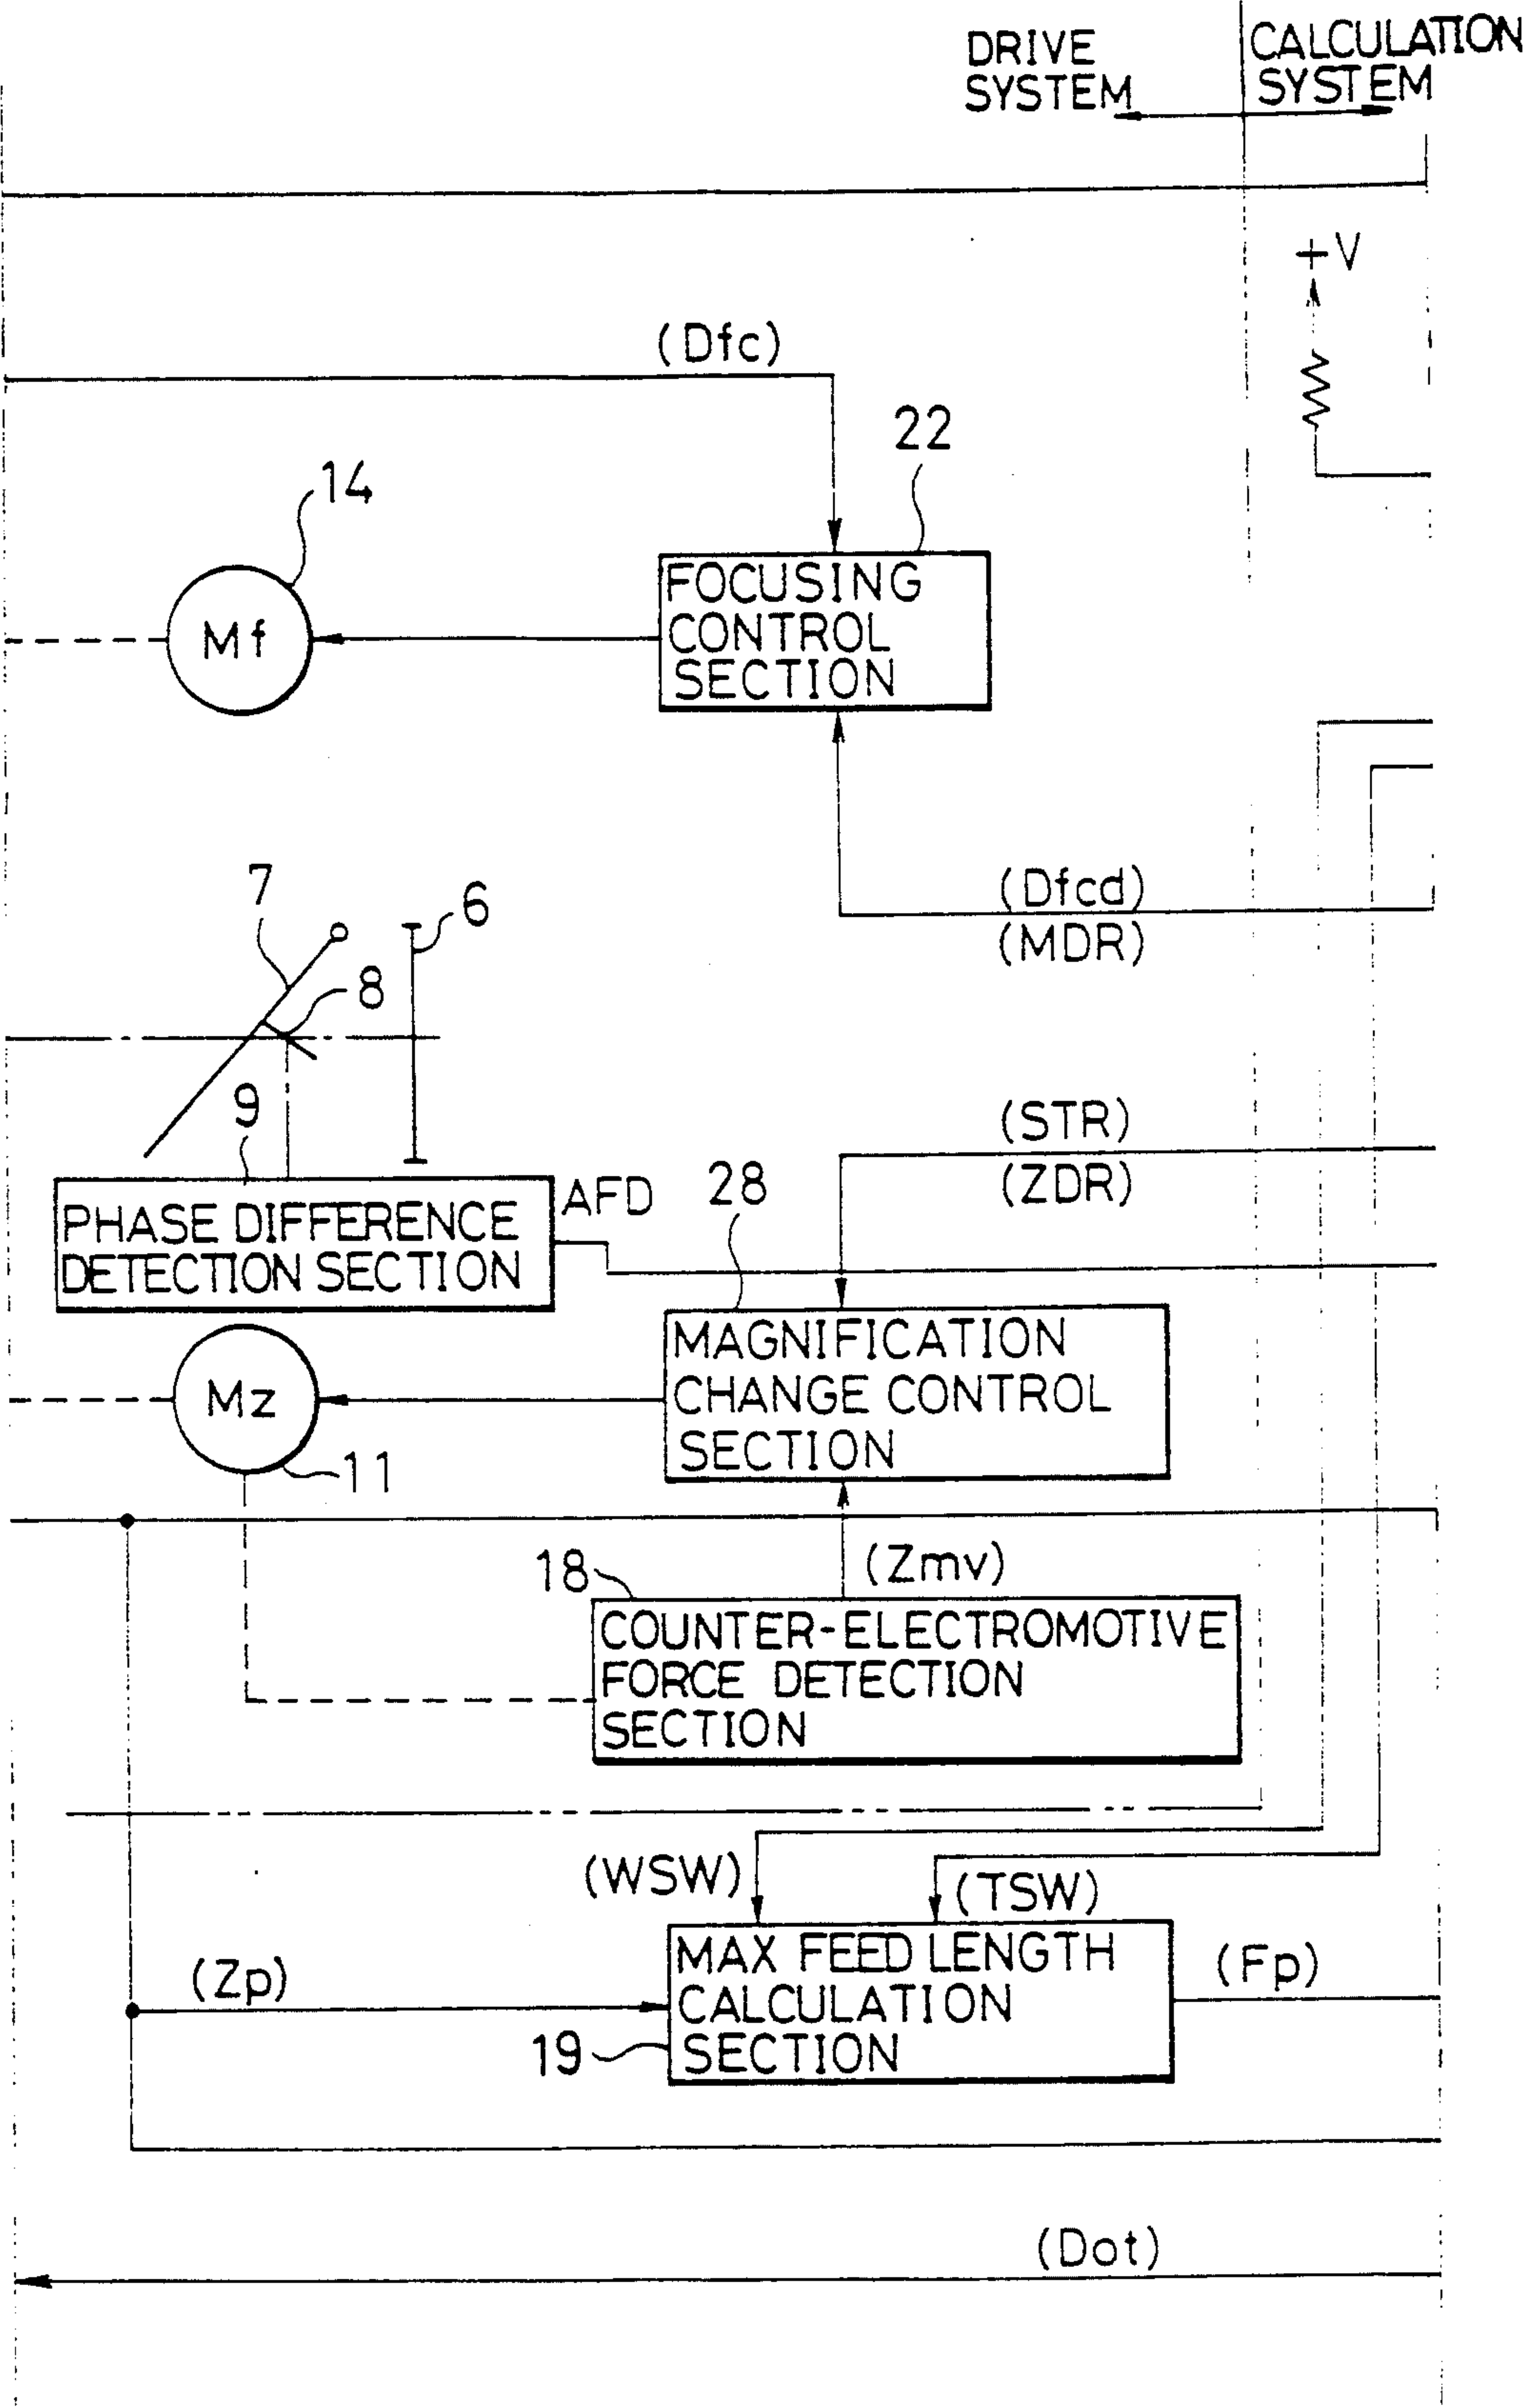 DRIVE
SYSTEM
CALCULATION
SYSTEM
+V
(Dfc)
22
14
FOCUSING
CONTROL
SECTION
Mf
7
6
(Dfcd)
(MDR)
8
9
(STR)
(ZDR)
28
AFD
PHASE DIFFERENCE
DETECTION SECTION
MAGNIFICATION
CHANGE CONTROL
SECTION
Mz
11
18
(Zmv)
COUNTER-ELECTROMOTIVE
FORCE DETECTION
SECTION
(WSW)
(TSW)
MAX FEED LENGTH
CALCULATION
SECTION
(Zp)
(Fp)
19
(Dot)